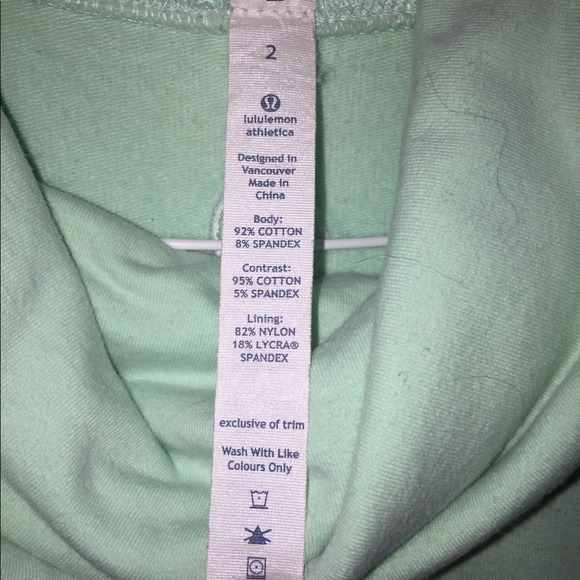 2
lululemon
athletica
Designed in
Vancouver
Made in
China
Body:
92% COTTON
8% SPANDEX
Contrast:
95% COTTON
5% SPANDEX
Lining:
82% NYLON
18% LYCRA®
SPANDEX
exclusive of trim
Wash With Like
Colours Only